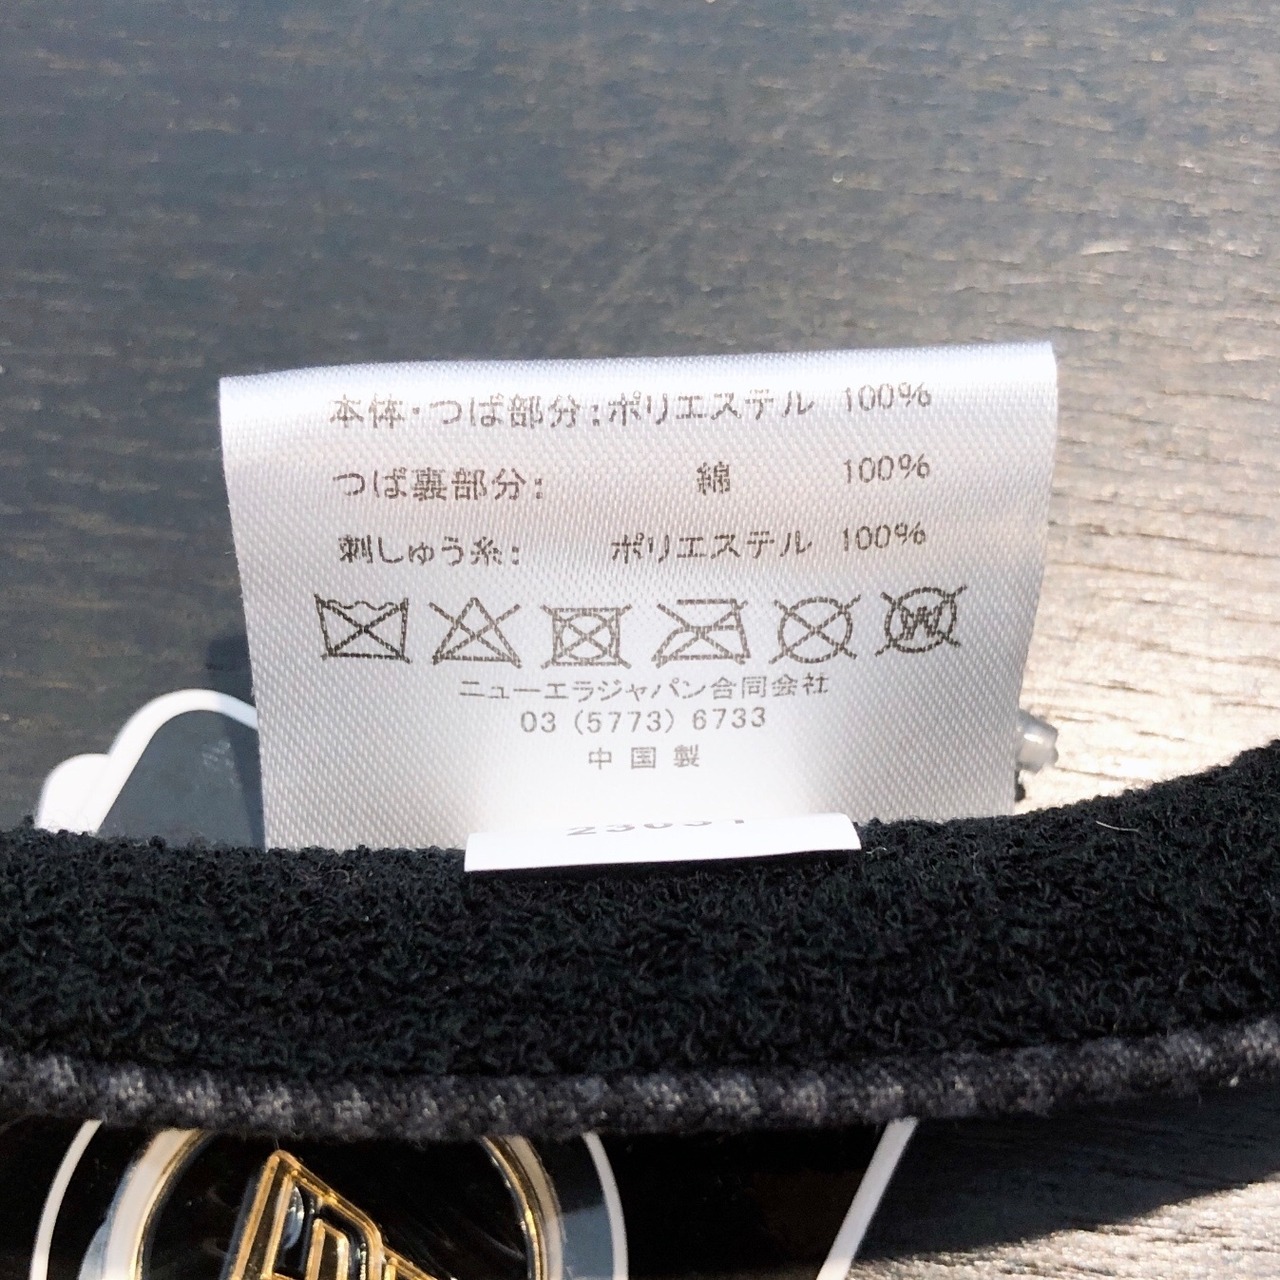 本体・つば部分:ポリエステル 100%
つば裏部分: 綿 100%
刺しゅう糸: ポリエステル 100%
W
ニューエラジャパン合同会社
03 (5773) 6733
中国製